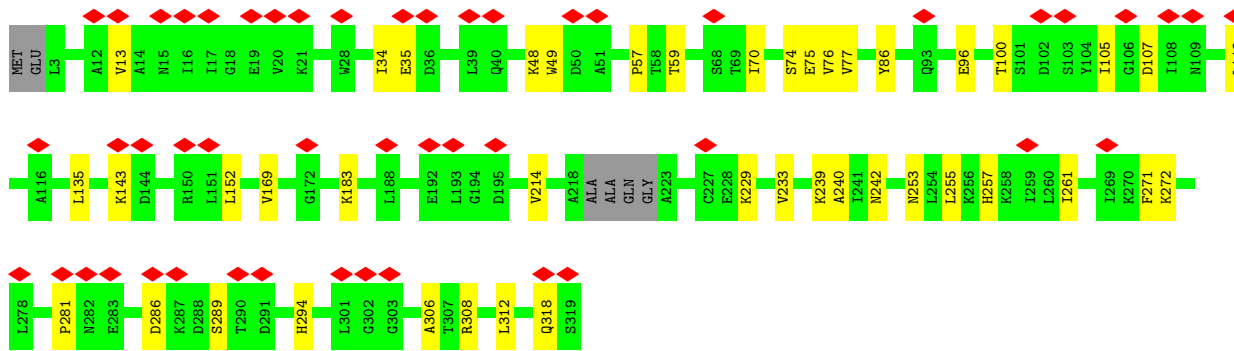 MET GLU L3 A12 V13 A14 N15 I16 I17 G18 E19 V20 K21 W28 I34 E35 D36 L39 Q40 K48 W49 D50 A51 P57 T58 T59 S68 T69 I70 S74 E75 V76 V77 Y86 Q93 E96 T100 S101 D102 S103 Y104 I105 G106 D107 I108 N109
A116 L135 K143 D144 R150 L151 L152 V169 G172 K183 L188 E192 L193 G194 D195 V214 A218 ALA ALA GLN GLY A223 C227 E228 K229 V233 K239 A240 I241 N242 N253 L254 L255 K256 H257 K258 I259 L260 I261 I269 K270 F271 K272
L278 P281 N282 E283 D286 K287 D288 S289 T290 D291 H294 L301 G302 G303 A306 T307 R308 L312 Q318 S319